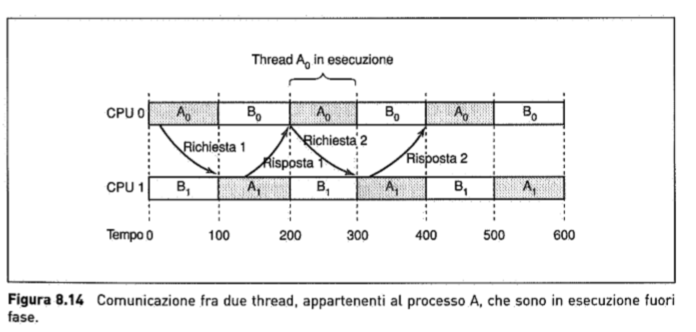 Thread A0 in esecuzione
CPU 0 A0 B0 A0 B0 A0 B0
Richiesta 1
Richiesta 2
Risposta 1
Risposta 2
CPU 1 B1 A1 B1 A1 B1 A1
Tempo 0 100 200 300 400 500 600
Figura 8.14 Comunicazione fra due thread, appartenenti al processo A, che sono in esecuzione fuori
fase.